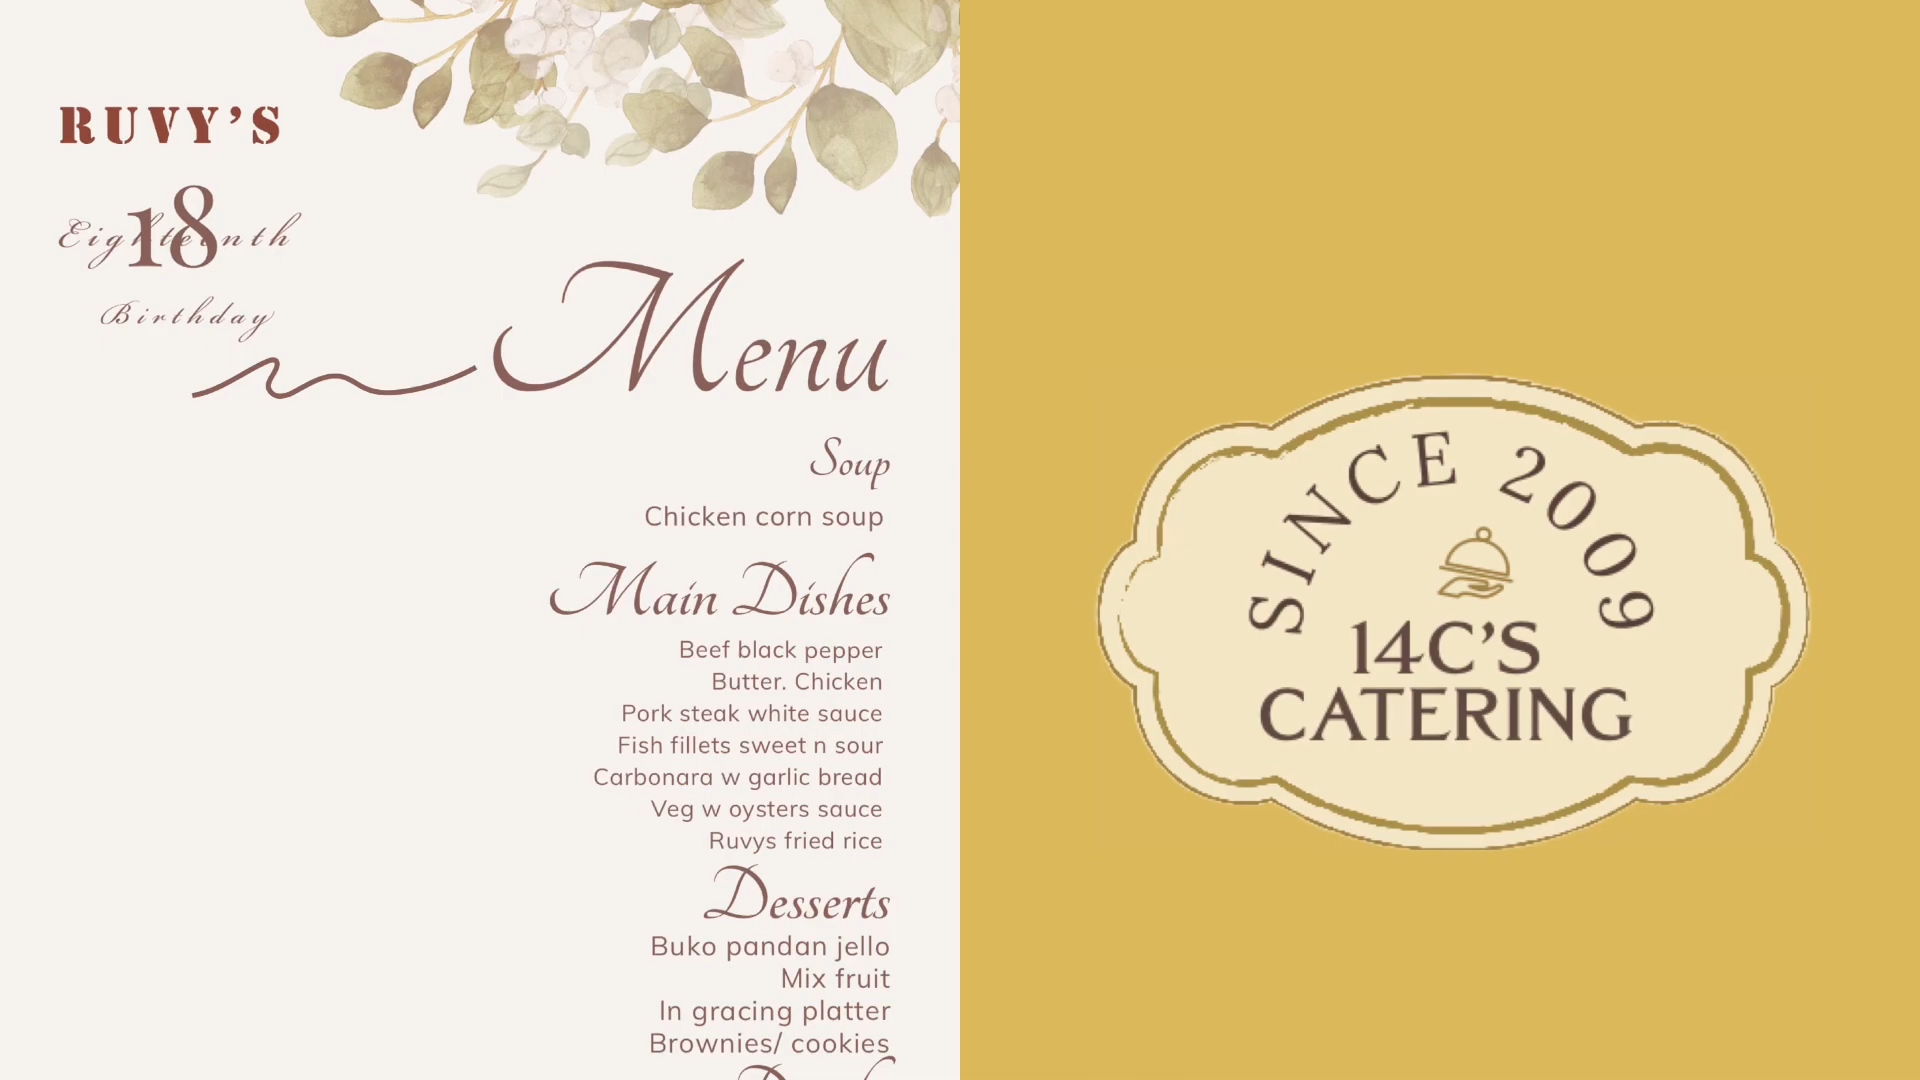 RUVY'S
18
Eighteenth
Birthday
Menu
Soup
Chicken corn soup
Main Dishes
Beef black pepper
Butter. Chicken
Pork steak white sauce
Fish fillets sweet n sour
Carbonara w garlic bread
Veg w oysters sauce
Ruvys fried rice
Desserts
Buko pandan jello
Mix fruit
In gracing platter
Brownies/ cookies
SINCE 2009
14C'S
CATERING